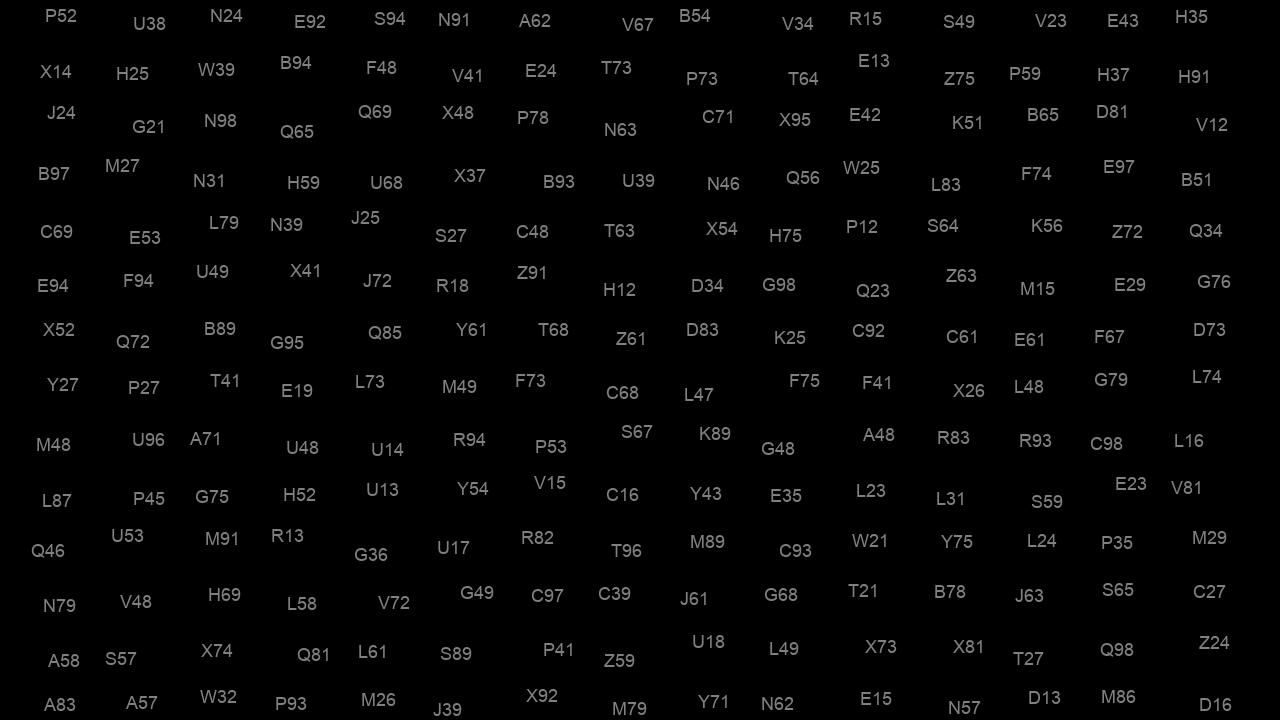 P52 U38 N24 E92 S94 N91 A62 V67 B54 V34 R15 S49 V23 E43 H35
X14 H25 W39 B94 F48 V41 E24 T73 P73 T64 E13 Z75 P59 H37 H91
J24 G21 N98 Q65 Q69 X48 P78 N63 C71 X95 E42 K51 B65 D81 V12
B97 M27 N31 H59 U68 X37 B93 U39 N46 Q56 W25 L83 F74 E97 B51
C69 E53 L79 N39 J25 S27 C48 T63 X54 H75 P12 S64 K56 Z72 Q34
E94 F94 U49 X41 J72 R18 Z91 H12 D34 G98 Q23 Z63 M15 E29 G76
X52 Q72 B89 G95 Q85 Y61 T68 Z61 D83 K25 C92 C61 E61 F67 D73
Y27 P27 T41 E19 L73 M49 F73 C68 L47 F75 F41 X26 L48 G79 L74
M48 U96 A71 U48 U14 R94 P53 S67 K89 G48 A48 R83 R93 C98 L16
L87 P45 G75 H52 U13 Y54 V15 C16 Y43 E35 L23 L31 S59 E23 V81
Q46 U53 M91 R13 G36 U17 R82 T96 M89 C93 W21 Y75 L24 P35 M29
N79 V48 H69 L58 V72 G49 C97 C39 J61 G68 T21 B78 J63 S65 C27
A58 S57 X74 Q81 L61 S89 P41 Z59 U18 L49 X73 X81 T27 Q98 Z24
A83 A57 W32 P93 M26 J39 X92 M79 Y71 N62 E15 N57 D13 M86 D16